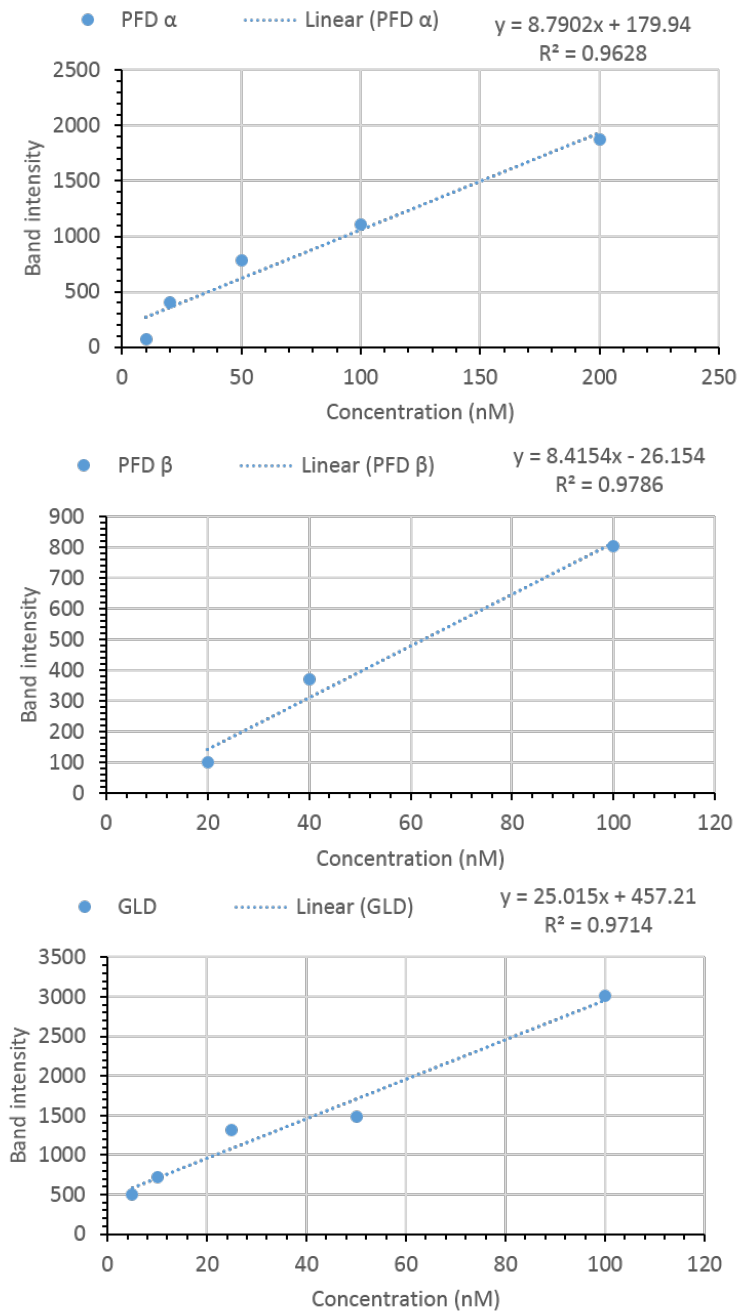 PFD α Linear (PFD α) y = 8.7902x + 179.94
R² = 0.9628
2500
2000
1500
1000
500
0
Band intensity
0 50 100 150 200 250
Concentration (nM)
PFD β Linear (PFD β) y = 8.4154x - 26.154
R² = 0.9786
900
800
700
600
500
400
300
200
100
0
Band intensity
0 20 40 60 80 100 120
Concentration (nM)
GLD Linear (GLD) y = 25.015x + 457.21
R² = 0.9714
3500
3000
2500
2000
1500
1000
500
0
Band intensity
0 20 40 60 80 100 120
Concentration (nM)